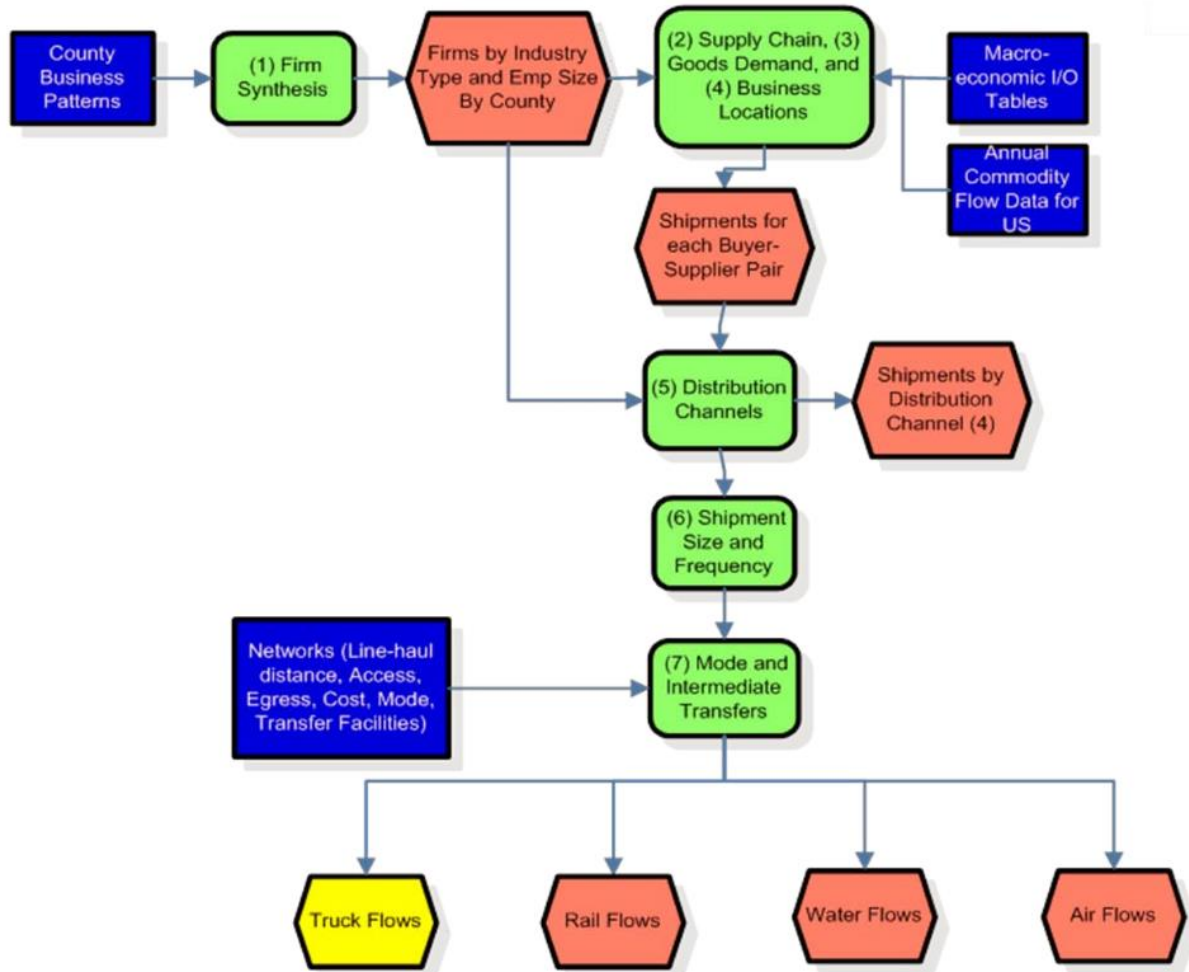 County
Business
Patterns
(1) Firm
Synthesis
Firms by Industry
Type and Emp Size
By County
(2) Supply Chain, (3)
Goods Demand, and
(4) Business
Locations
Macro-
economic I/O
Tables
Annual
Commodity
Flow Data for
US
Shipments for
each Buyer-
Supplier Pair
(5) Distribution
Channels
Shipments by
Distribution
Channel (4)
(6) Shipment
Size and
Frequency
Networks (Line-haul
distance, Access,
Egress, Cost, Mode,
Transfer Facilities)
(7) Mode and
Intermediate
Transfers
Truck Flows
Rail Flows
Water Flows
Air Flows